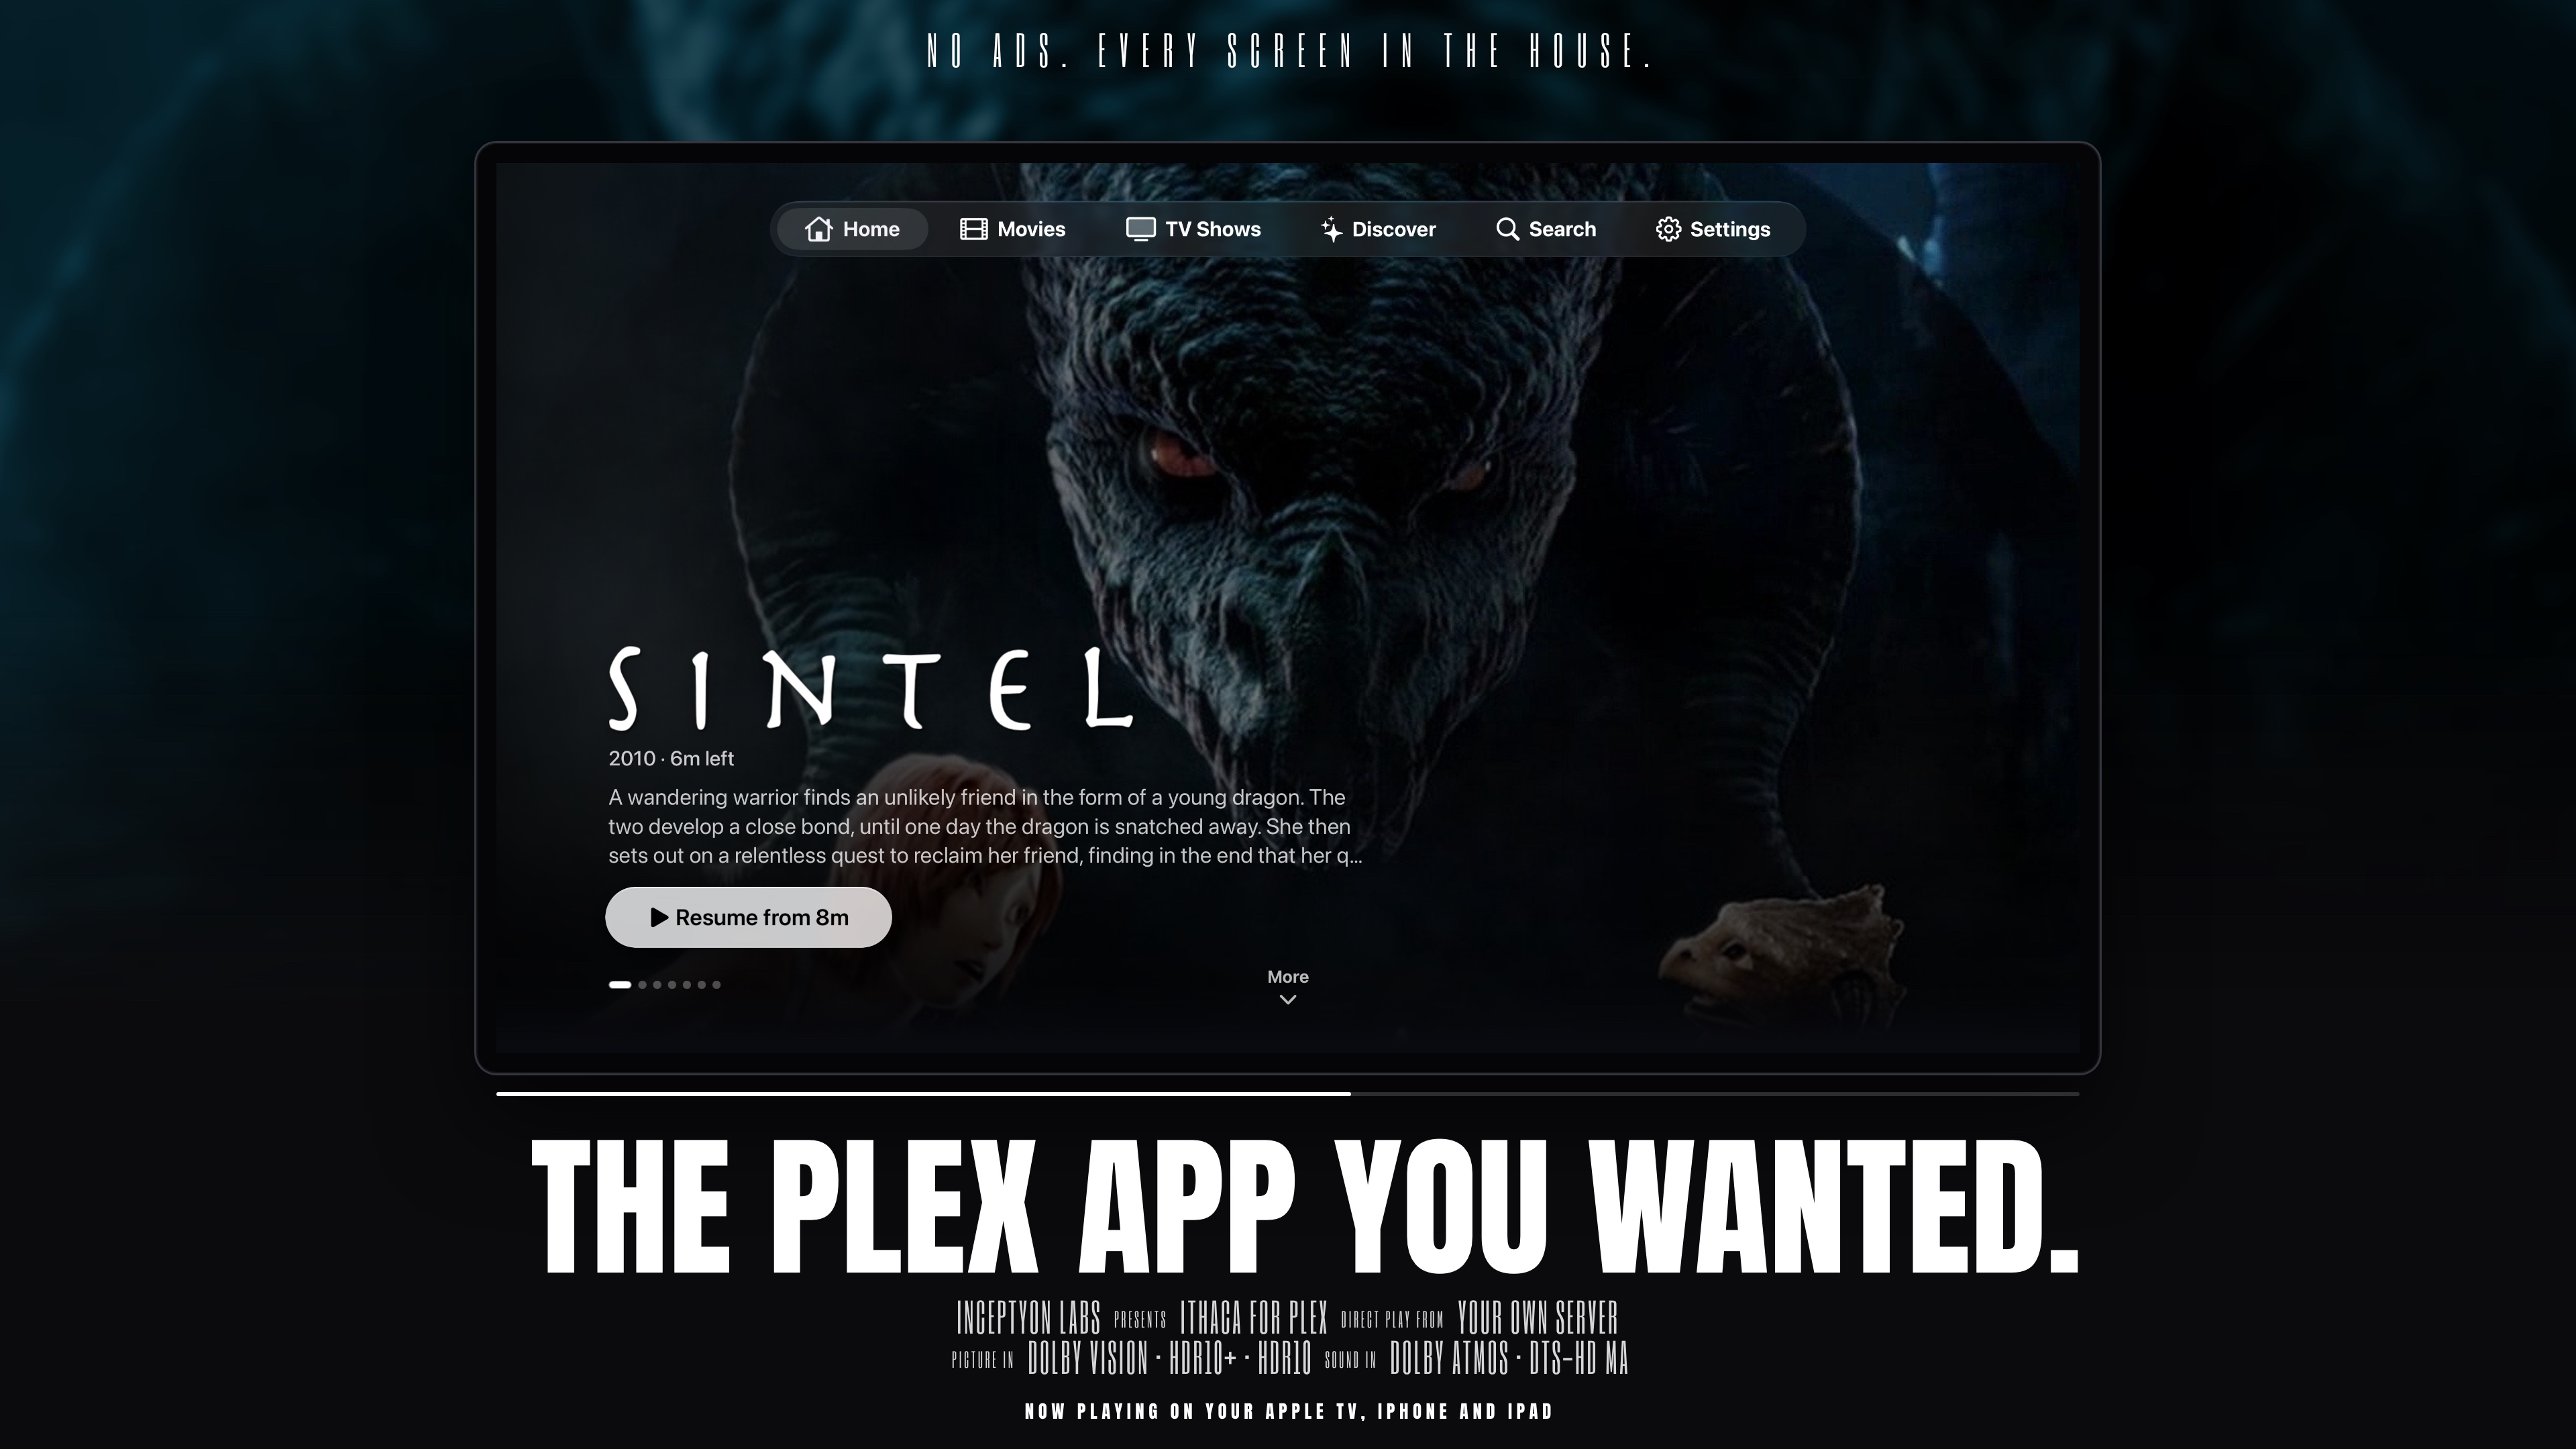 NO ADS. EVERY SCREEN IN THE HOUSE.
Home Movies TV Shows Discover Search Settings
SINTEL
2010 · 6m left
A wandering warrior finds an unlikely friend in the form of a young dragon. The
two develop a close bond, until one day the dragon is snatched away. She then
sets out on a relentless quest to reclaim her friend, finding in the end that her q...
Resume from 8m
More
THE PLEX APP YOU WANTED.
INCEPTYON LABS PRESENTS ITHACA FOR PLEX DIRECT PLAY FROM YOUR OWN SERVER
PICTURE IN DOLBY VISION · HDR10+ · HDR10 SOUND IN DOLBY ATMOS · DTS-HD MA
NOW PLAYING ON YOUR APPLE TV, IPHONE AND IPAD